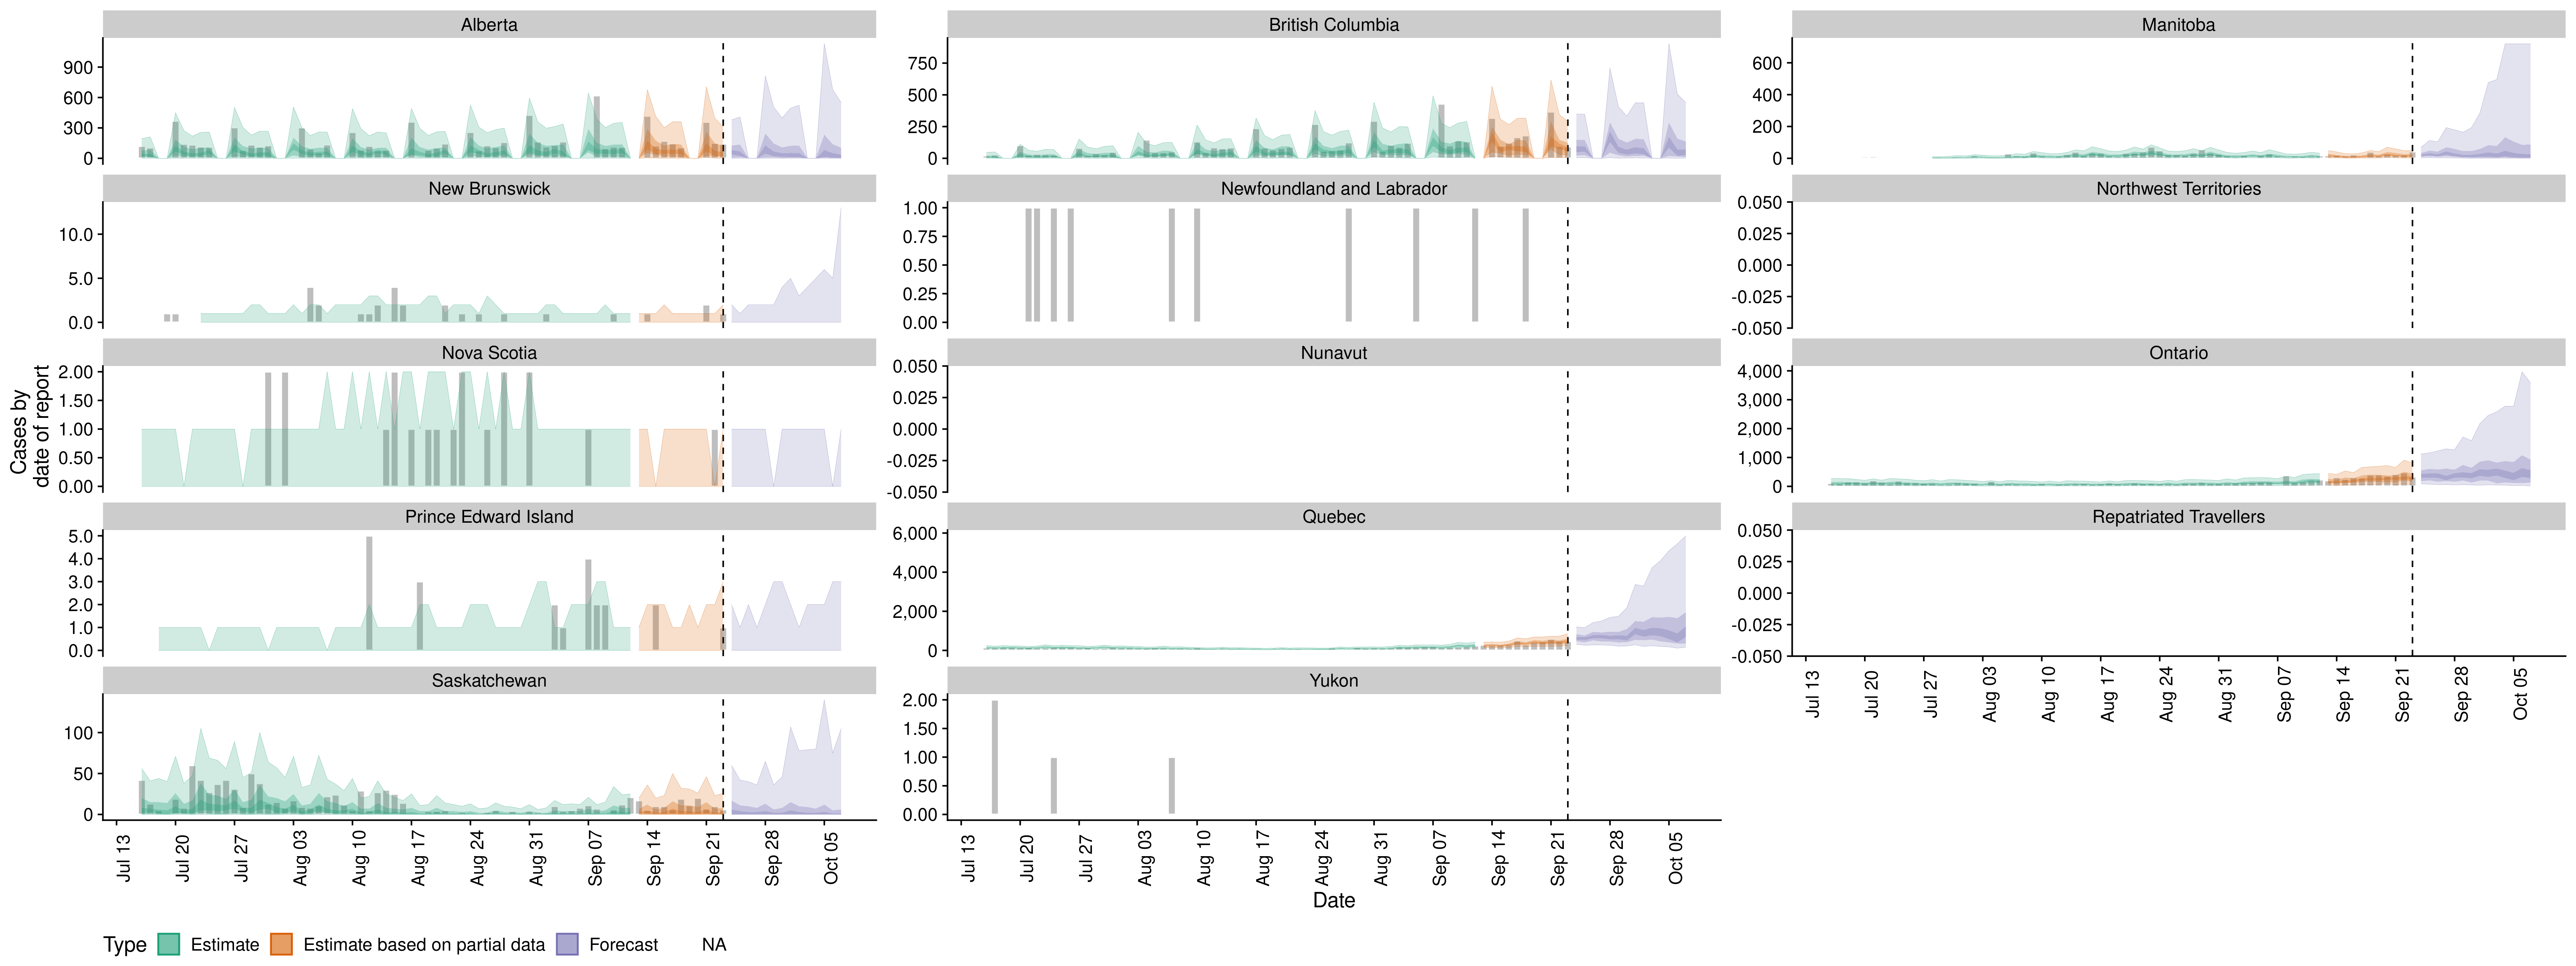 Alberta
British Columbia
Manitoba
900
600
300
0
750
500
250
0
600
400
200
0
New Brunswick
Newfoundland and Labrador
Northwest Territories
10.0
5.0
0.0
1.00
0.75
0.50
0.25
0.00
0.050
0.025
0.000
-0.025
-0.050
Nova Scotia
Nunavut
Ontario
2.00
1.50
1.00
0.50
0.00
0.050
0.025
0.000
-0.025
-0.050
4,000
3,000
2,000
1,000
0
Cases by
date of report
Prince Edward Island
Quebec
Repatriated Travellers
5.0
4.0
3.0
2.0
1.0
0.0
6,000
4,000
2,000
0
0.050
0.025
0.000
-0.025
-0.050
Jul 13
Jul 20
Jul 27
Aug 03
Aug 10
Aug 17
Aug 24
Aug 31
Sep 07
Sep 14
Sep 21
Sep 28
Oct 05
Saskatchewan
Yukon
100
50
0
2.00
1.50
1.00
0.50
0.00
Jul 13
Jul 20
Jul 27
Aug 03
Aug 10
Aug 17
Aug 24
Aug 31
Sep 07
Sep 14
Sep 21
Sep 28
Oct 05
Jul 13
Jul 20
Jul 27
Aug 03
Aug 10
Aug 17
Aug 24
Aug 31
Sep 07
Sep 14
Sep 21
Sep 28
Oct 05
Date
Type Estimate Estimate based on partial data Forecast NA